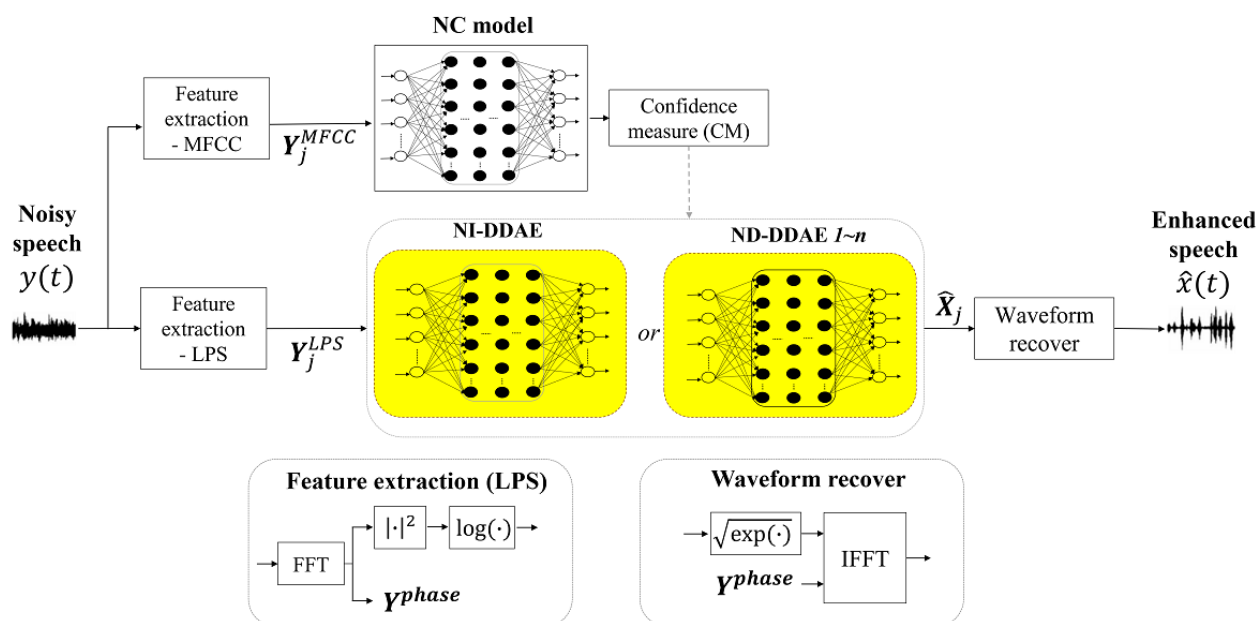 NC model
Feature
extraction
- MFCC
Y_j^{MFCC}
Confidence
measure (CM)
Noisy
speech
y(t)
Feature
extraction
- LPS
Y_j^{LPS}
NI-DDAE
or
ND-DDAE 1~n
X̂_j
Waveform
recover
Enhanced
speech
x̂(t)
Feature extraction (LPS)
FFT
|·|²
log(·)
Y^{phase}
Waveform recover
√exp(·)
Y^{phase}
IFFT